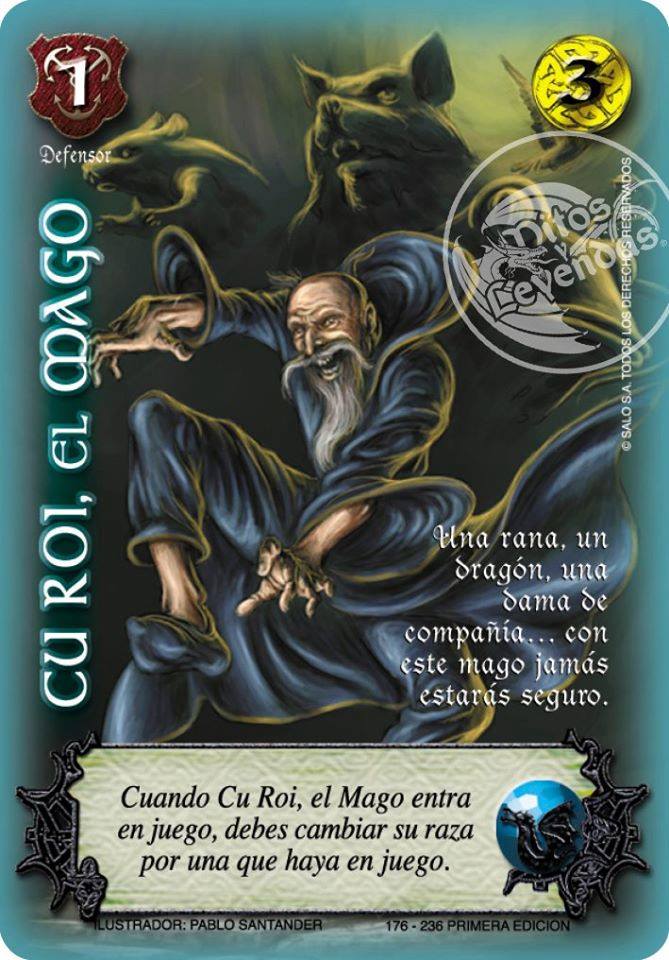 1
3
Defensor
CU ROI, EL MAGO
Mitos
y
Leyendas
© SALO S.A. TODOS LOS DERECHOS RESERVADOS
Una rana, un
dragón, una
dama de
compañía... con
este mago jamás
estarás seguro.
Cuando Cu Roi, el Mago entra
en juego, debes cambiar su raza
por una que haya en juego.
ILUSTRADOR: PABLO SANTANDER
176 - 236 PRIMERA EDICION